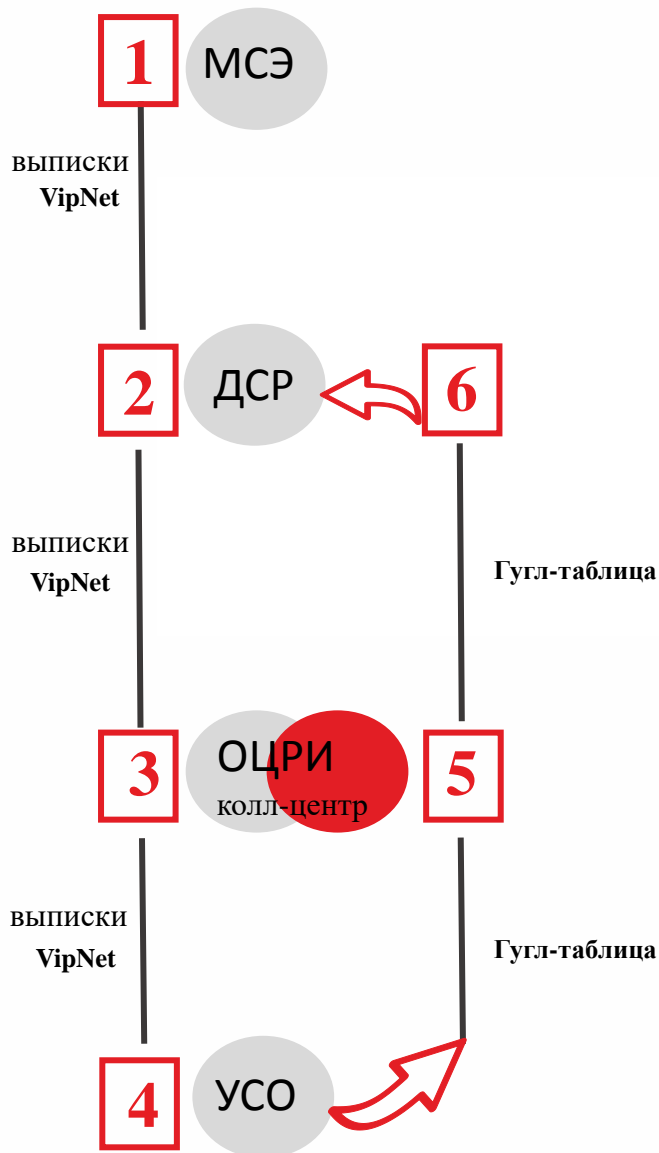 1 МСЭ
выписки
VipNet
2 ДСР 6
выписки
VipNet
Гугл-таблица
3 ОЦРИ 5
колл-центр
выписки
VipNet
Гугл-таблица
4 УСО